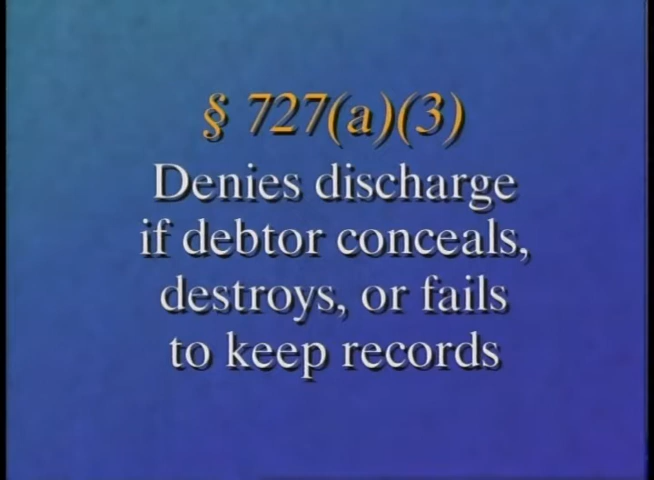 § 727(a)(3)
Denies discharge
if debtor conceals,
destroys, or fails
to keep records